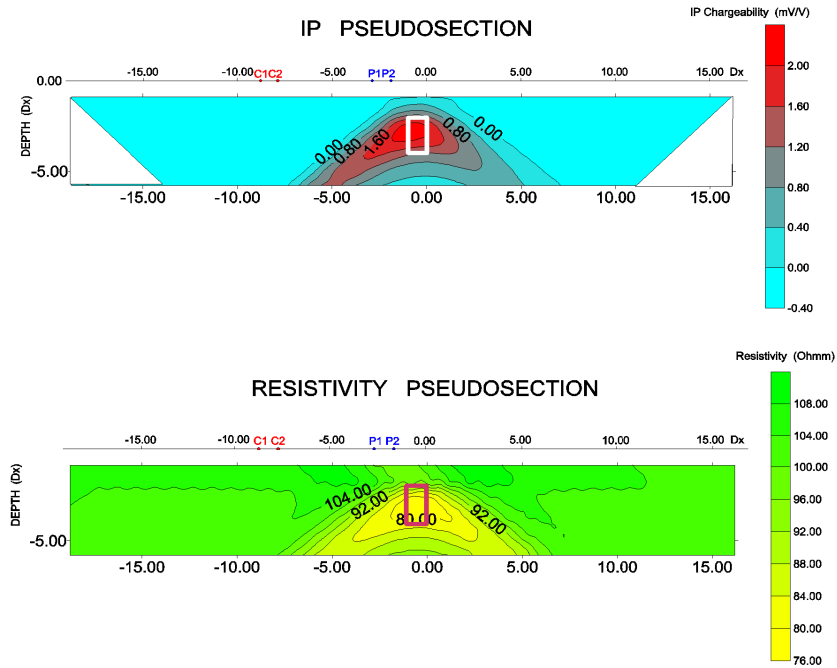 IP Chargeability (mV/V)
IP PSEUDOSECTION
0.00 -15.00 -10.00 C1C2 -5.00 P1P2 0.00 5.00 10.00 15.00 Dx
DEPTH (Dx)
-5.00
0.00 0.80 1.60 0.80 0.00
-15.00 -10.00 -5.00 0.00 5.00 10.00 15.00
2.00
1.60
1.20
0.80
0.40
0.00
-0.40
Resistivity (Ohmm)
RESISTIVITY PSEUDOSECTION
-15.00 -10.00 C1 C2 -5.00 P1 P2 0.00 5.00 10.00 15.00 Dx
DEPTH (Dx)
-5.00
104.00 92.00 80.00 92.00
-15.00 -10.00 -5.00 0.00 5.00 10.00 15.00
108.00
104.00
100.00
96.00
92.00
88.00
84.00
80.00
76.00